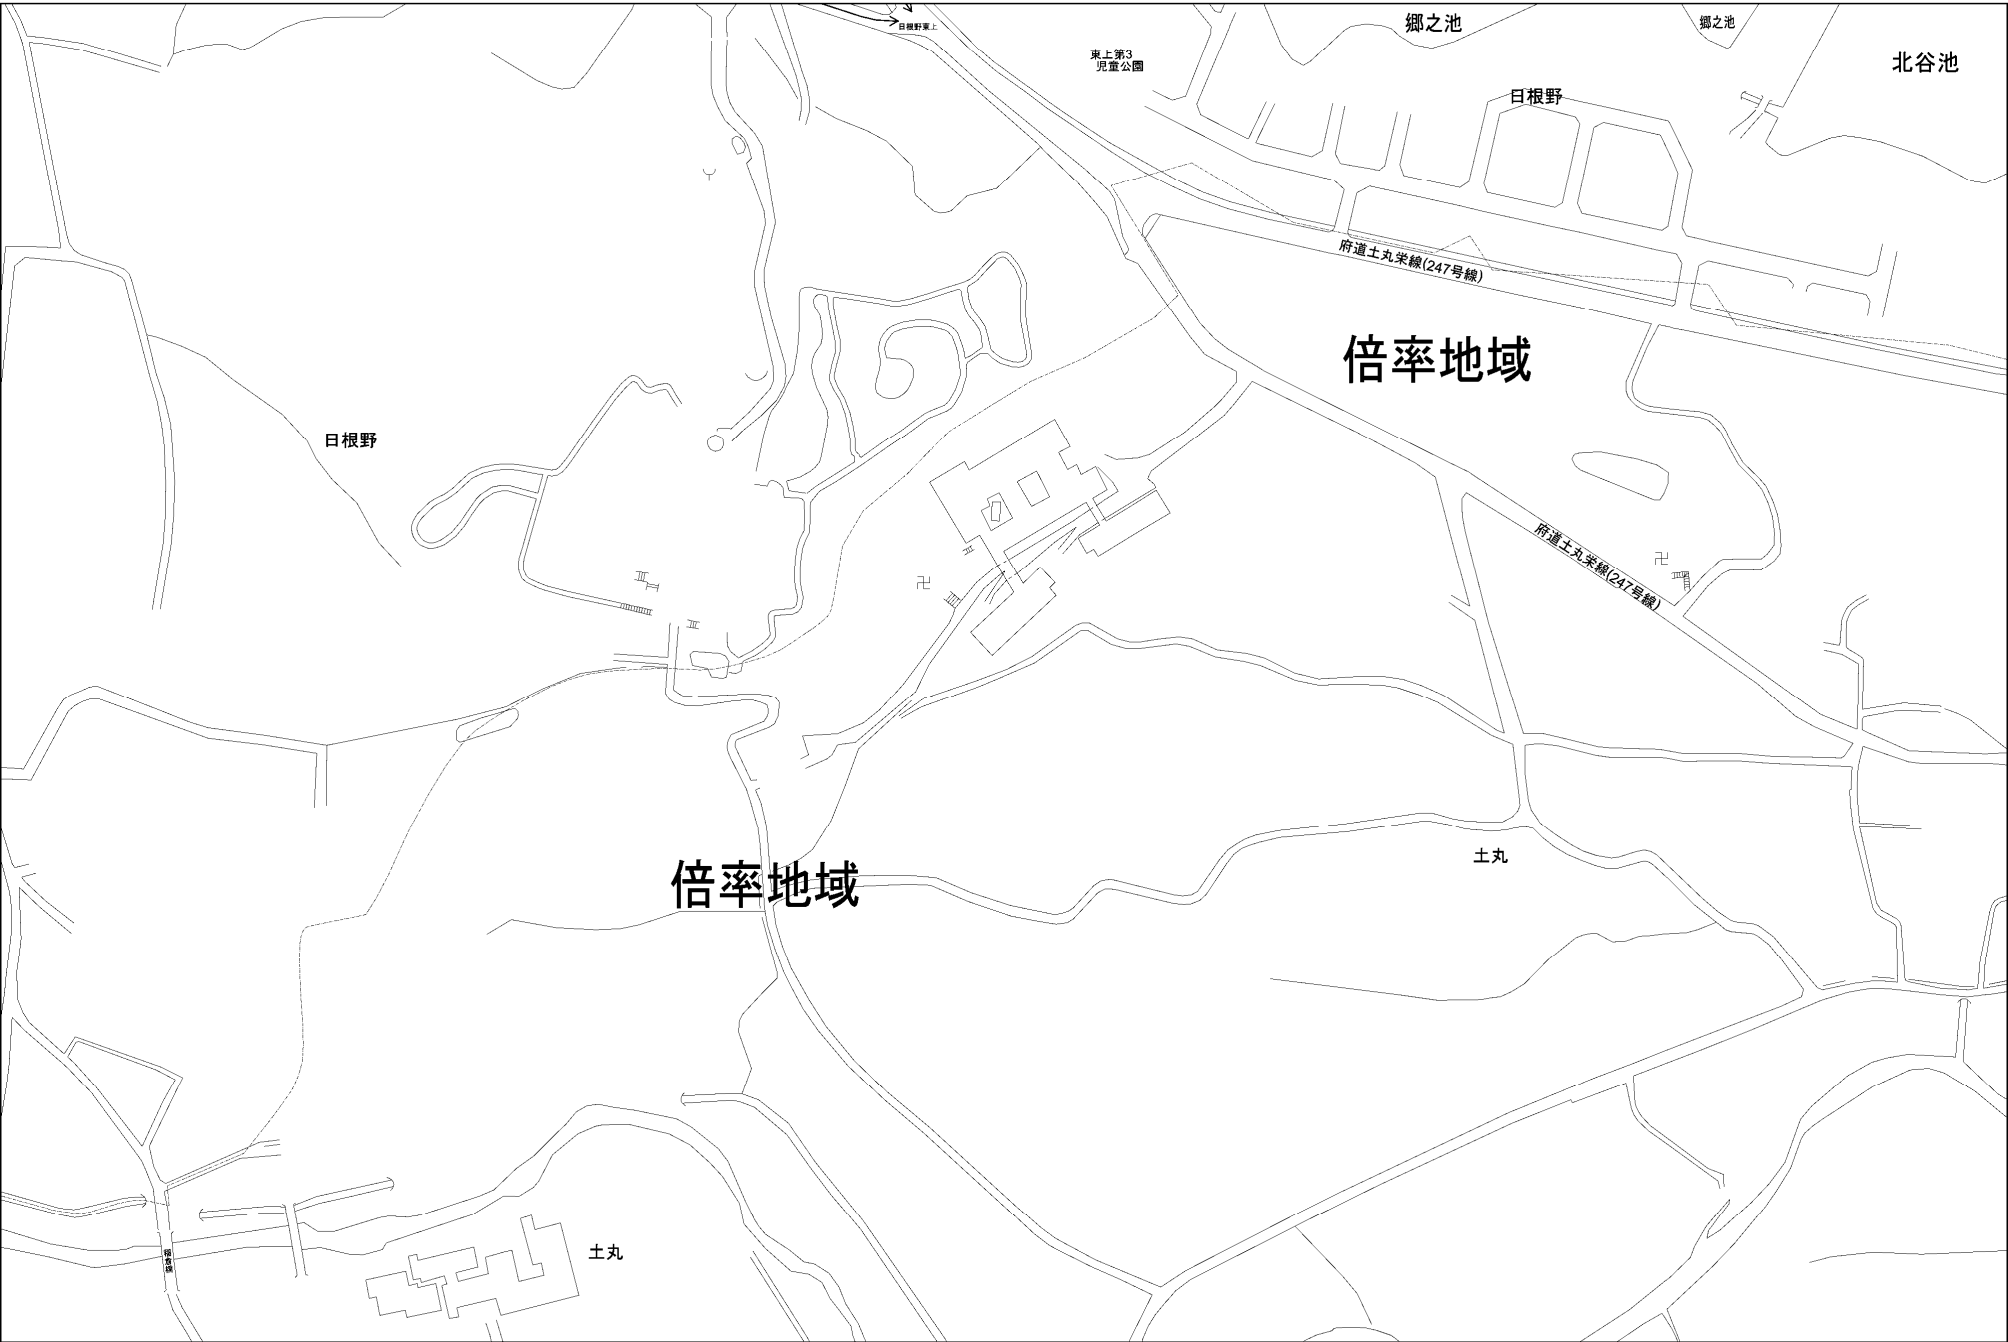 郷之池
郷之池
日根野東上
東上第3
児童公園
北谷池
日根野
府道土丸栄線(247号線)
倍率地域
日根野
府道土丸栄線(247号線)
倍率地域
土丸
土丸
稲倉線